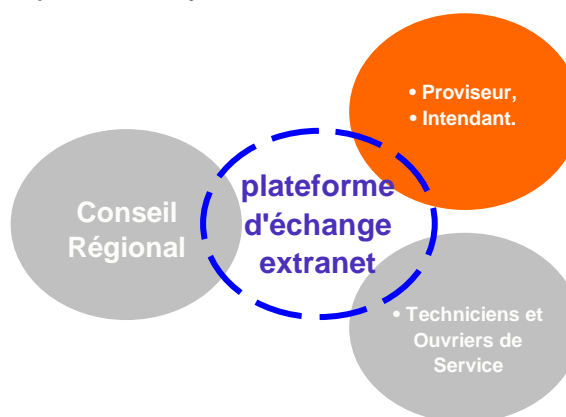 • Proviseur,
• Intendant.
plateforme
d'échange
extranet
Conseil
Régional
• Techniciens et
Ouvriers de
Service